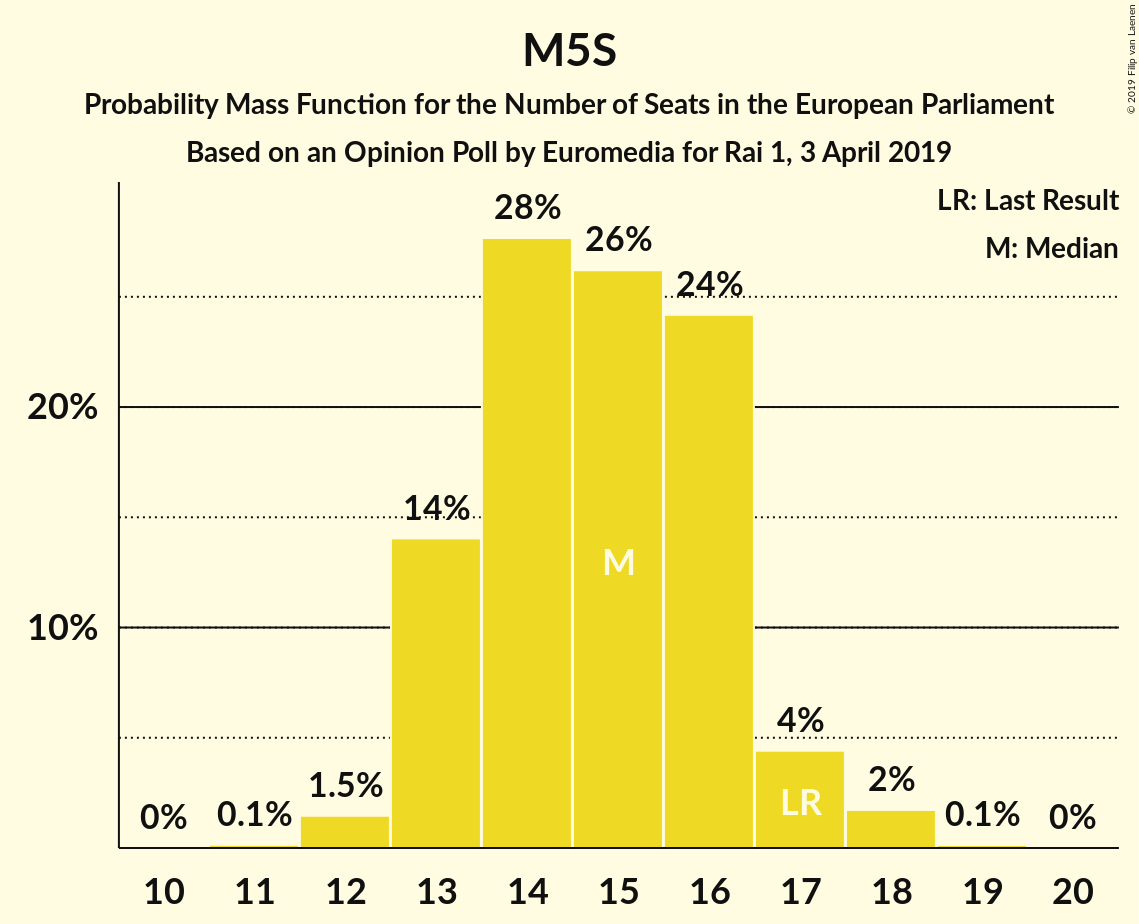 M5S
Probability Mass Function for the Number of Seats in the European Parliament
Based on an Opinion Poll by Euromedia for Rai 1, 3 April 2019
© 2019 Filip van Laenen
LR: Last Result
M: Median
20%
10%
0%
0.1%
1.5%
14%
28%
26%
24%
4%
2%
0.1%
0%
M
LR
10 11 12 13 14 15 16 17 18 19 20